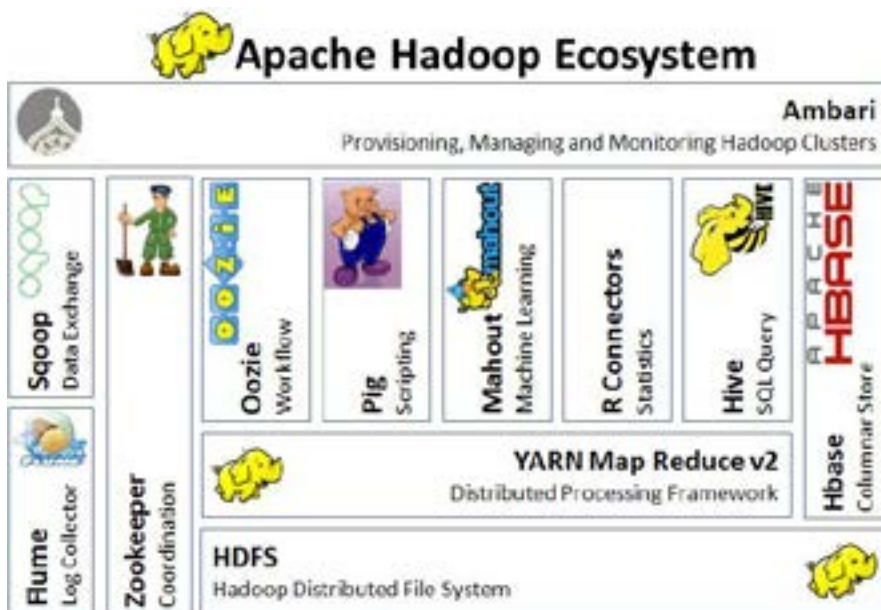 Apache Hadoop Ecosystem
Ambari
Provisioning, Managing and Monitoring Hadoop Clusters
sqoop
Sqoop
Data Exchange
Flume
Log Collector
Zookeeper
Coordination
OOZIE
Oozie
Workflow
Pig
Scripting
mahout
Mahout
Machine Learning
R Connectors
Statistics
HIVE
Hive
SQL Query
APACHE
HBASE
Hbase
Columnar Store
YARN Map Reduce v2
Distributed Processing Framework
HDFS
Hadoop Distributed File System